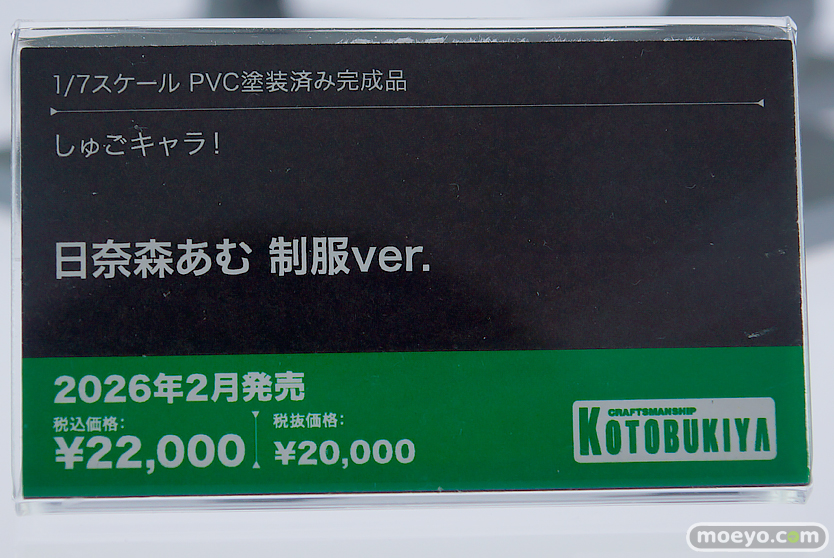 1/7スケール PVC塗装済み完成品
しゅごキャラ!
日奈森あむ 制服ver.
2026年2月発売
税込価格:
¥22,000
税抜価格:
¥20,000
CRAFTSMANSHIP
KOTOBUKIYA
moeyo.com